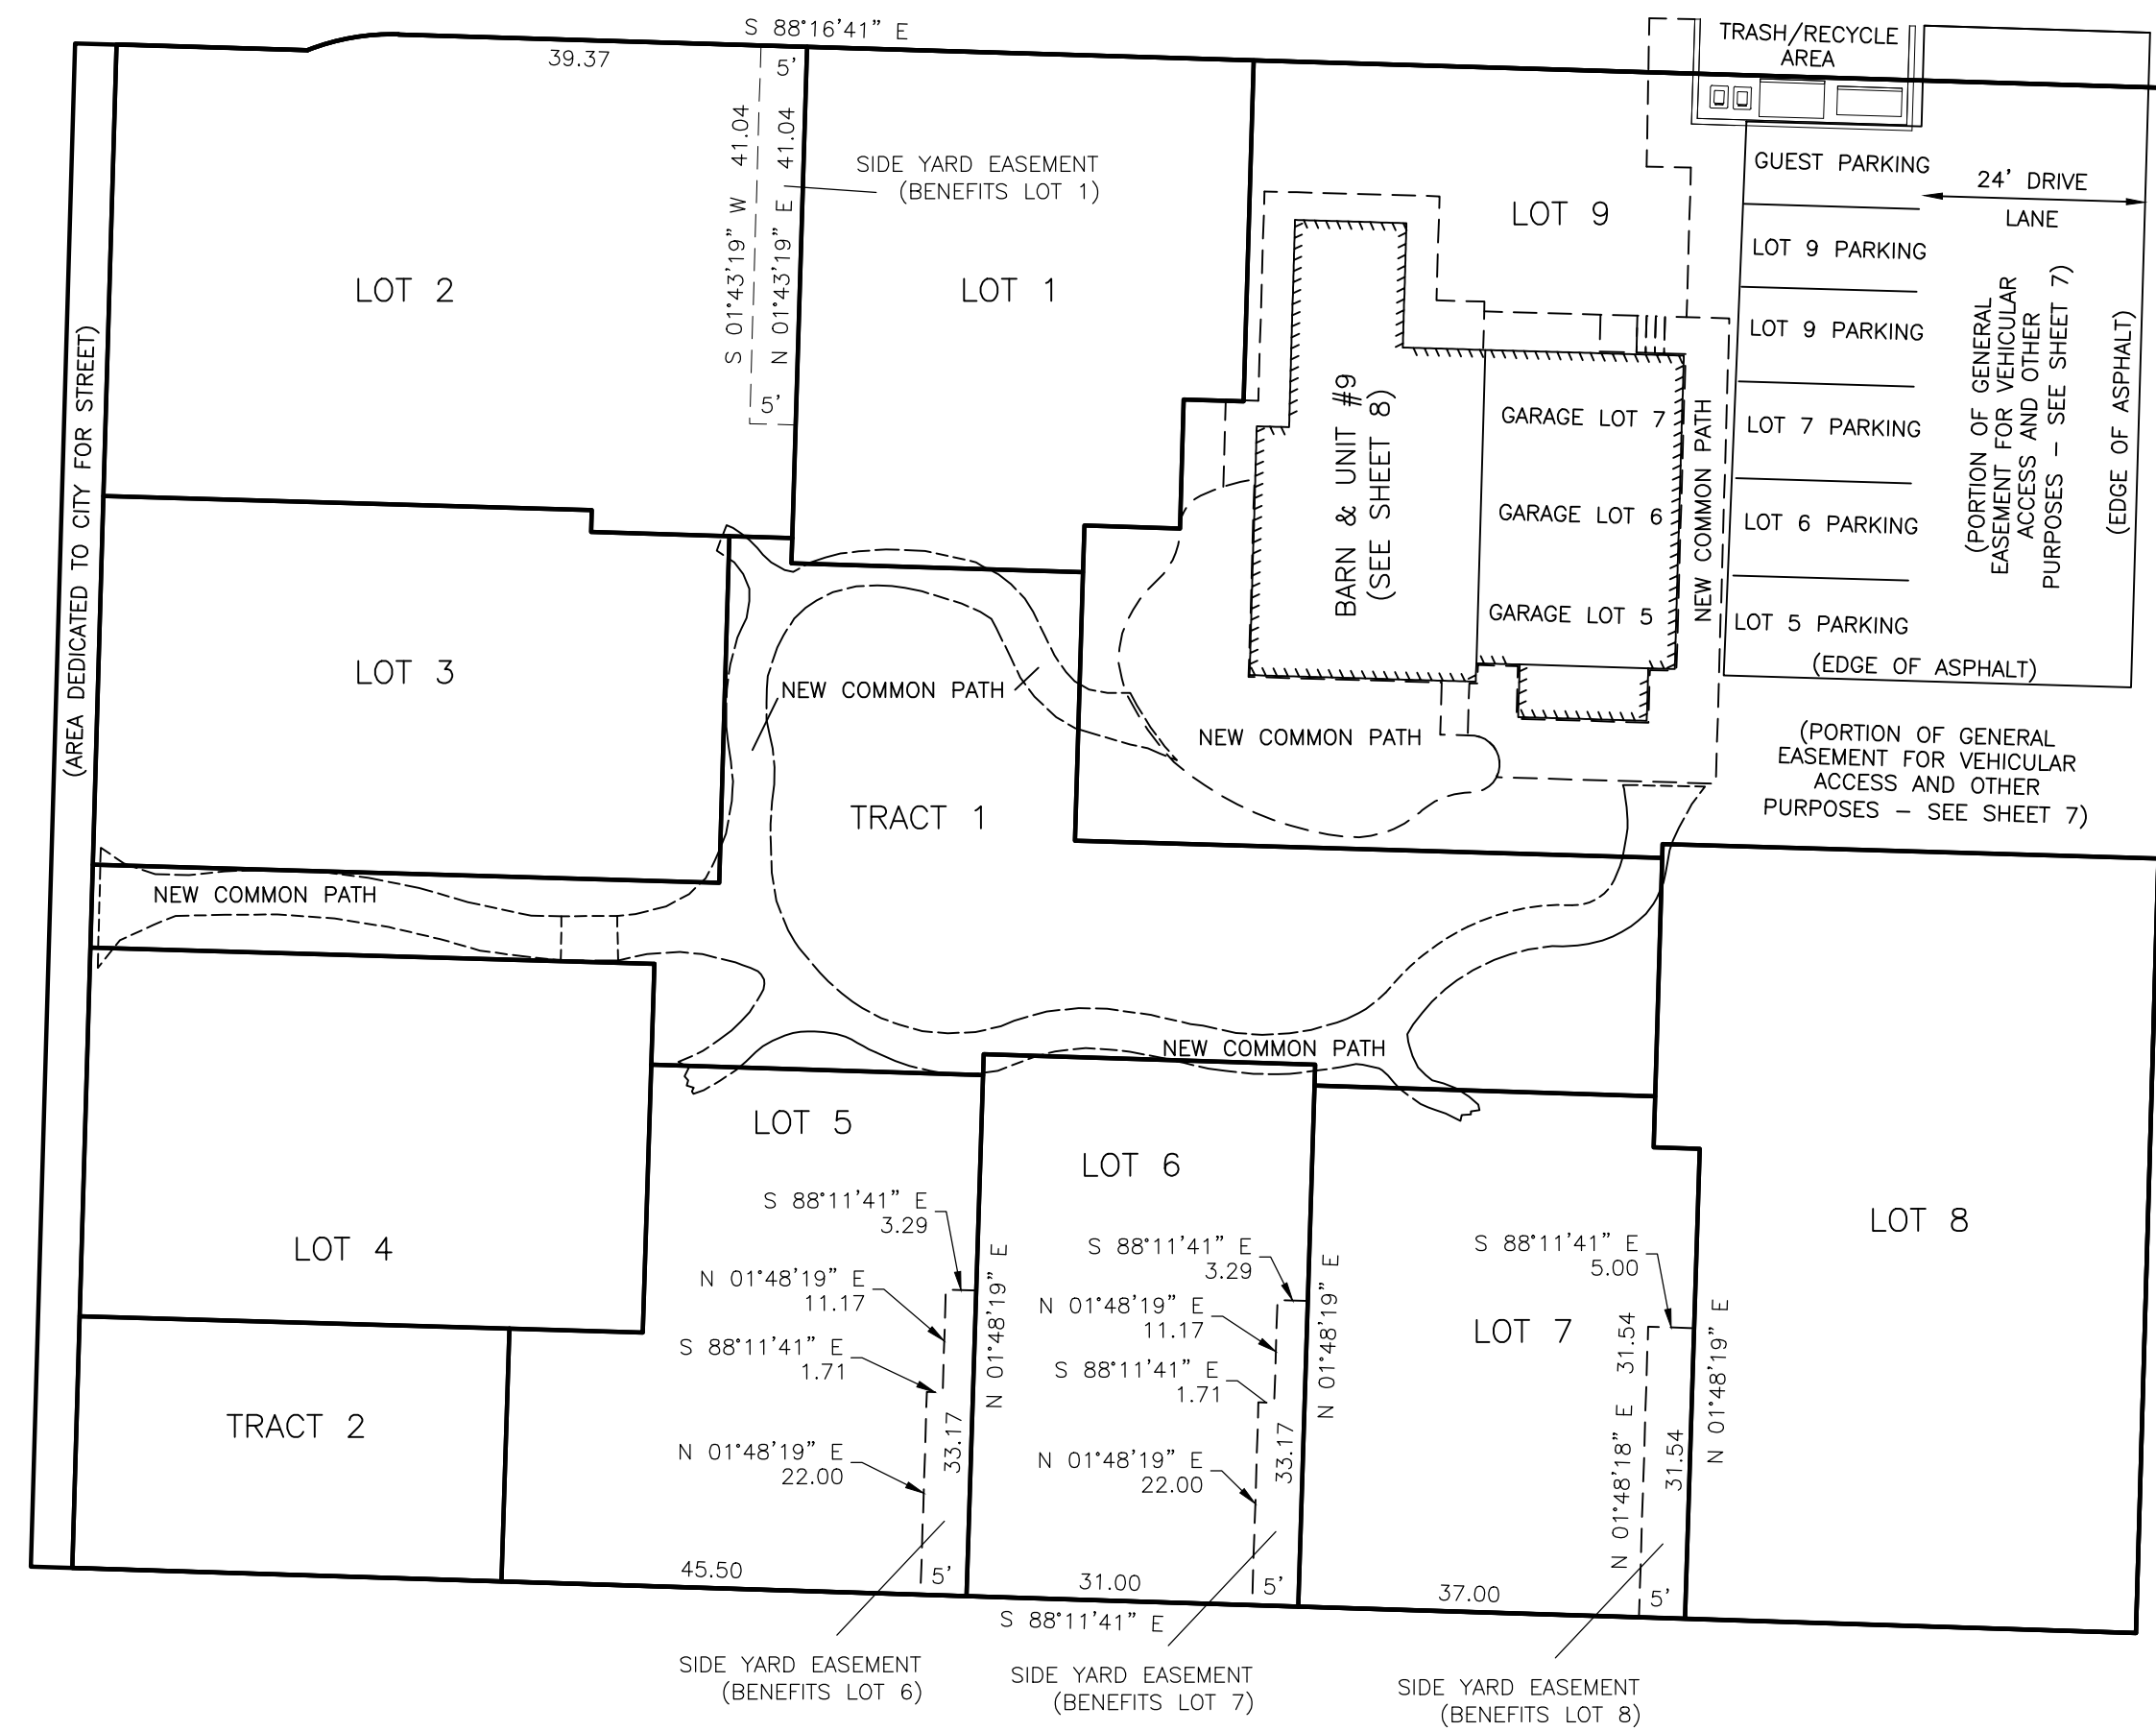 S 88°16'41" E
39.37
5'
TRASH/RECYCLE
AREA
S 01°43'19" W 41.04
N 01°43'19" E 41.04
5'
SIDE YARD EASEMENT
(BENEFITS LOT 1)
LOT 2
LOT 1
LOT 9
GUEST PARKING
24' DRIVE
LANE
LOT 9 PARKING
LOT 9 PARKING
LOT 7 PARKING
LOT 6 PARKING
LOT 5 PARKING
(EDGE OF ASPHALT)
(PORTION OF GENERAL
EASEMENT FOR VEHICULAR
ACCESS AND OTHER
PURPOSES - SEE SHEET 7)
(EDGE OF ASPHALT)
BARN & UNIT #9
(SEE SHEET 8)
GARAGE LOT 7
GARAGE LOT 6
GARAGE LOT 5
NEW COMMON PATH
(AREA DEDICATED TO CITY FOR STREET)
LOT 3
NEW COMMON PATH
NEW COMMON PATH
(PORTION OF GENERAL
EASEMENT FOR VEHICULAR
ACCESS AND OTHER
PURPOSES - SEE SHEET 7)
TRACT 1
NEW COMMON PATH
NEW COMMON PATH
LOT 4
LOT 5
LOT 6
LOT 7
LOT 8
TRACT 2
S 88°11'41" E
3.29
N 01°48'19" E
11.17
S 88°11'41" E
1.71
N 01°48'19" E
22.00
33.17
N 01°48'19" E
45.50
5'
S 88°11'41" E
3.29
N 01°48'19" E
11.17
S 88°11'41" E
1.71
N 01°48'19" E
22.00
33.17
N 01°48'19" E
31.00
5'
S 88°11'41" E
S 88°11'41" E
5.00
N 01°48'18" E 31.54
31.54
N 01°48'19" E
37.00
5'
SIDE YARD EASEMENT
(BENEFITS LOT 6)
SIDE YARD EASEMENT
(BENEFITS LOT 7)
SIDE YARD EASEMENT
(BENEFITS LOT 8)